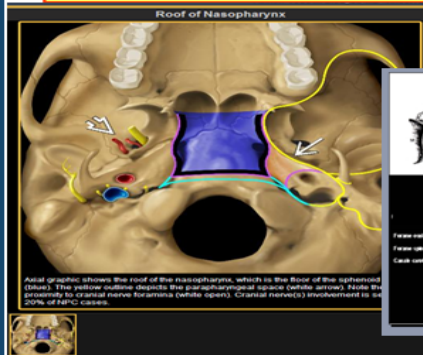 Roof of Nasopharynx
Axial graphic shows the roof of the nasopharynx, which is the floor of the sphenoid
(blue). The yellow outline depicts the parapharyngeal space (white arrow). Note the
proximity to cranial nerve foramina (white open). Cranial nerve(s) involvement is
20% of NPC cases.